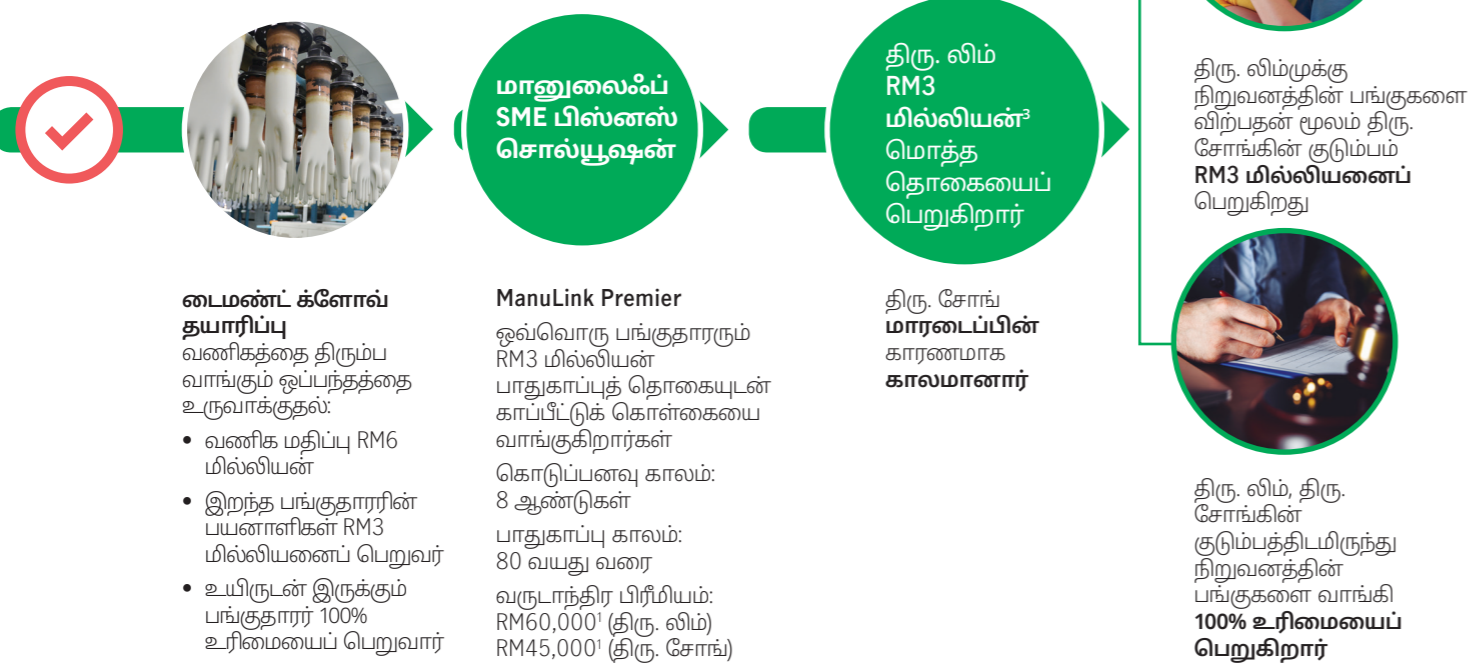 டைமண்ட் க்ளோவ்
தயாரிப்பு
வணிகத்தை திரும்ப
வாங்கும் ஒப்பந்தத்தை
உருவாக்குதல்:
• வணிக மதிப்பு RM6
மில்லியன்
• இறந்த பங்குதாரரின்
பயனாளிகள் RM3
மில்லியனைப் பெறுவர்
• உயிருடன் இருக்கும்
பங்குதாரர் 100%
உரிமையைப் பெறுவார்
மானுலைஃப்
SME பிஸ்னஸ்
சொல்யூஷன்
ManuLink Premier
ஒவ்வொரு பங்குதாரரும்
RM3 மில்லியன்
பாதுகாப்புத் தொகையுடன்
காப்பீட்டுக் கொள்கையை
வாங்குகிறார்கள்
கொடுப்பனவு காலம்:
8 ஆண்டுகள்
பாதுகாப்பு காலம்:
80 வயது வரை
வருடாந்திர பிரீமியம்:
RM60,000¹ (திரு. லிம்)
RM45,000¹ (திரு. சோங்)
திரு. லிம்
RM3
மில்லியன்³
மொத்த
தொகையைப்
பெறுகிறார்
திரு. சோங்
மாரடைப்பின்
காரணமாக
காலமானார்
திரு. லிம்முக்கு
நிறுவனத்தின் பங்குகளை
விற்பதன் மூலம் திரு.
சோங்கின் குடும்பம்
RM3 மில்லியனைப்
பெறுகிறது
திரு. லிம், திரு.
சோங்கின்
குடும்பத்திடமிருந்து
நிறுவனத்தின்
பங்குகளை வாங்கி
100% உரிமையைப்
பெறுகிறார்